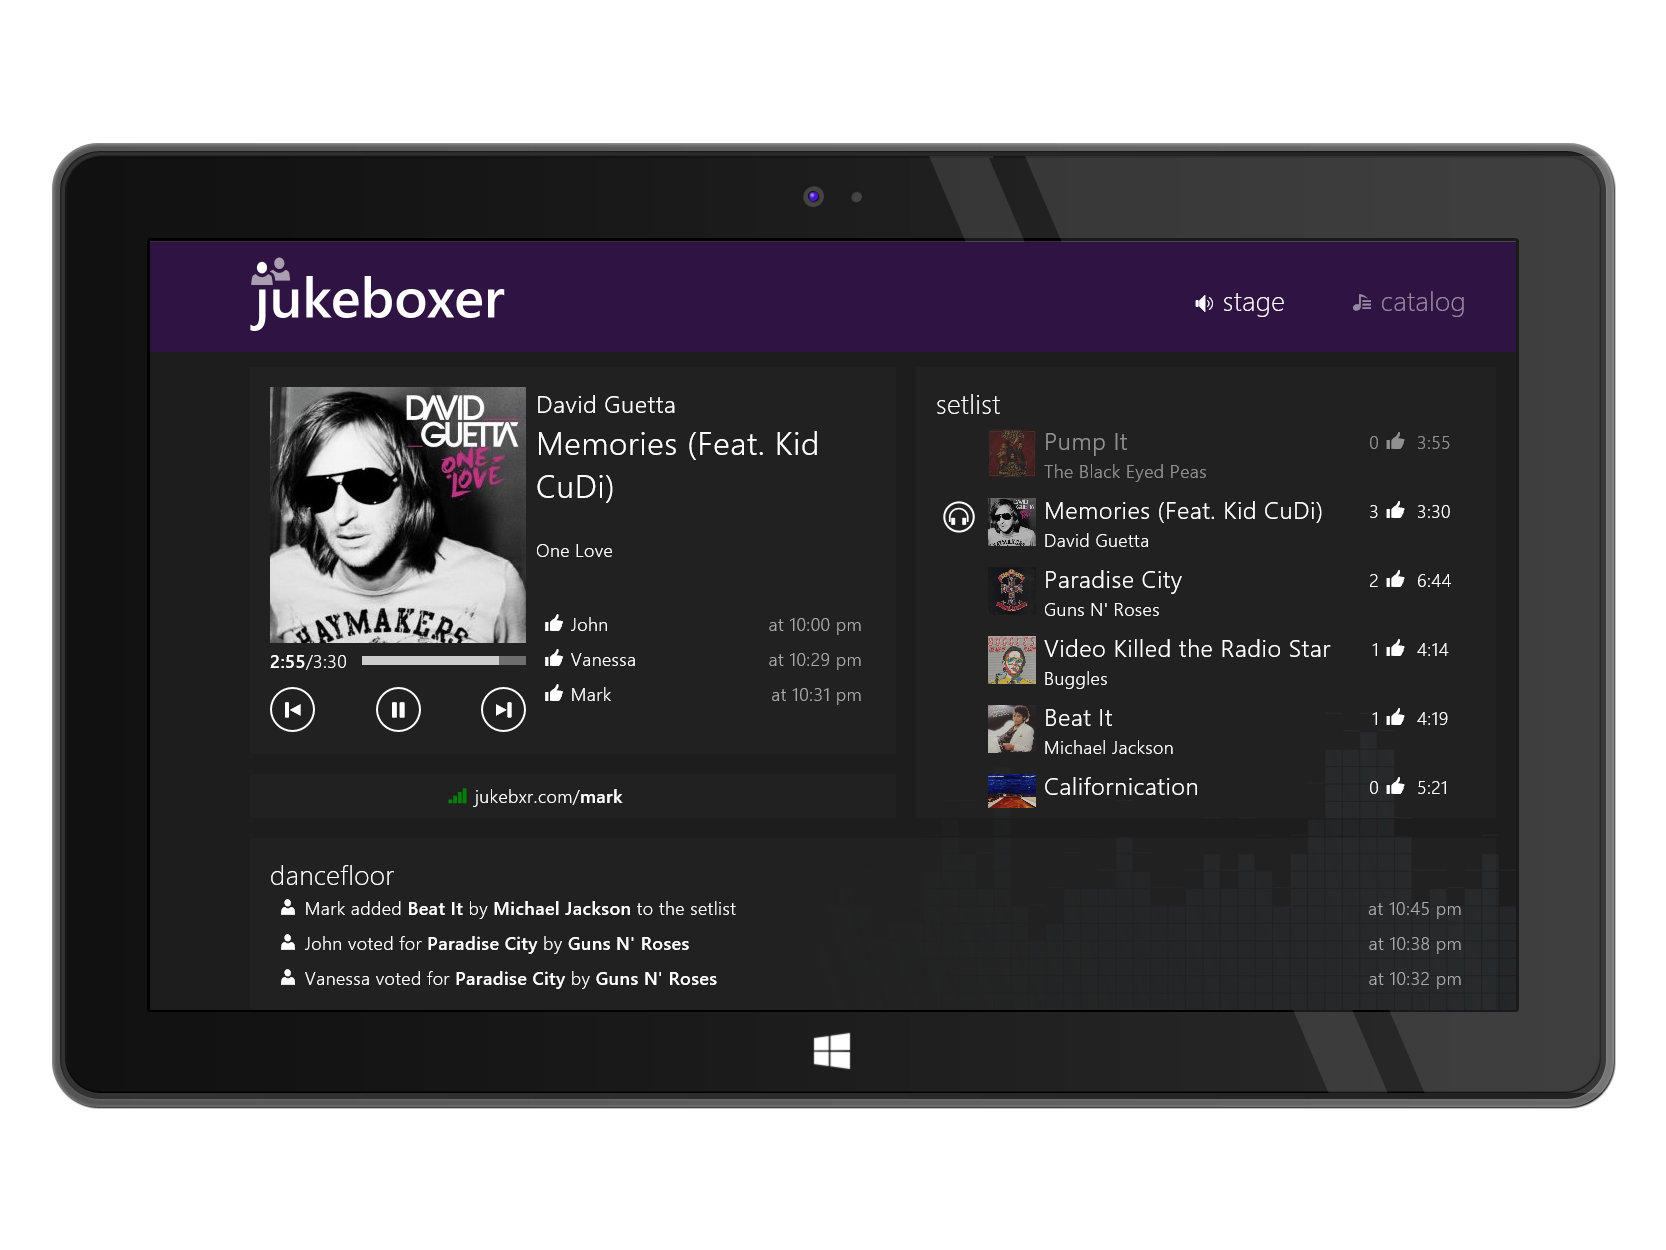 jukeboxer
stage
catalog
DAVID
GUETTA
ONE
LOVE
HAYMAKERS
2:55/3:30
David Guetta
Memories (Feat. Kid
CuDi)
One Love
John at 10:00 pm
Vanessa at 10:29 pm
Mark at 10:31 pm
jukebxr.com/mark
setlist
Pump It 0 3:55
The Black Eyed Peas
Memories (Feat. Kid CuDi) 3 3:30
David Guetta
Paradise City 2 6:44
Guns N' Roses
Video Killed the Radio Star 1 4:14
Buggles
Beat It 1 4:19
Michael Jackson
Californication 0 5:21
dancefloor
Mark added Beat It by Michael Jackson to the setlist at 10:45 pm
John voted for Paradise City by Guns N' Roses at 10:38 pm
Vanessa voted for Paradise City by Guns N' Roses at 10:32 pm